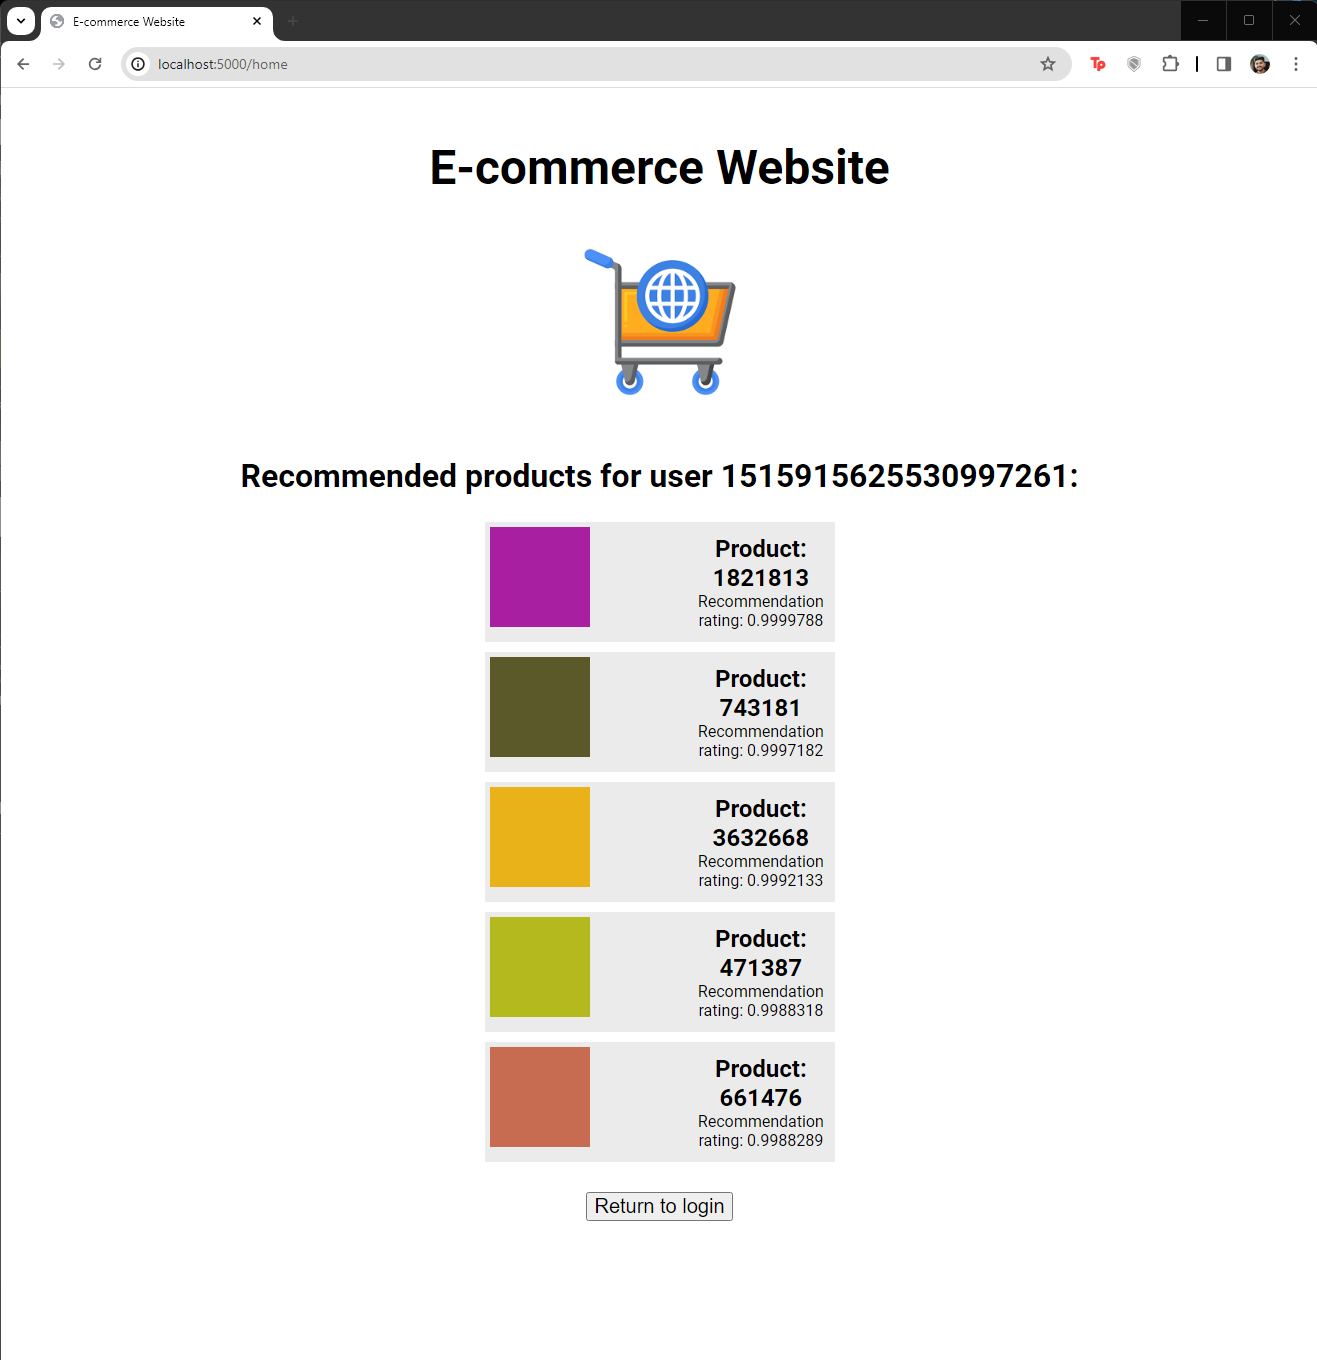 E-commerce Website
localhost:5000/home
Tp
E-commerce Website
Recommended products for user 1515915625530997261:
Product:
1821813
Recommendation
rating: 0.9999788
Product:
743181
Recommendation
rating: 0.9997182
Product:
3632668
Recommendation
rating: 0.9992133
Product:
471387
Recommendation
rating: 0.9988318
Product:
661476
Recommendation
rating: 0.9988289
Return to login